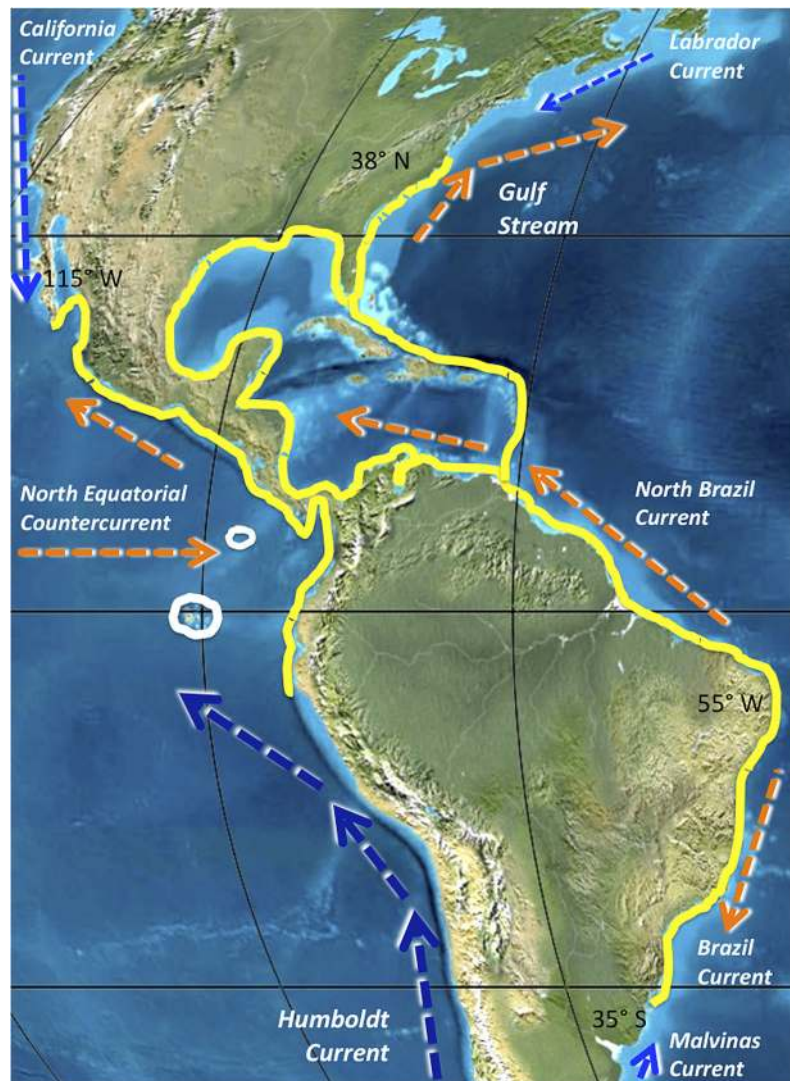 California
Current
Labrador
Current
38° N
Gulf
Stream
115° W
North Equatorial
Countercurrent
North Brazil
Current
55° W
Brazil
Current
Humboldt
Current
35° S
Malvinas
Current